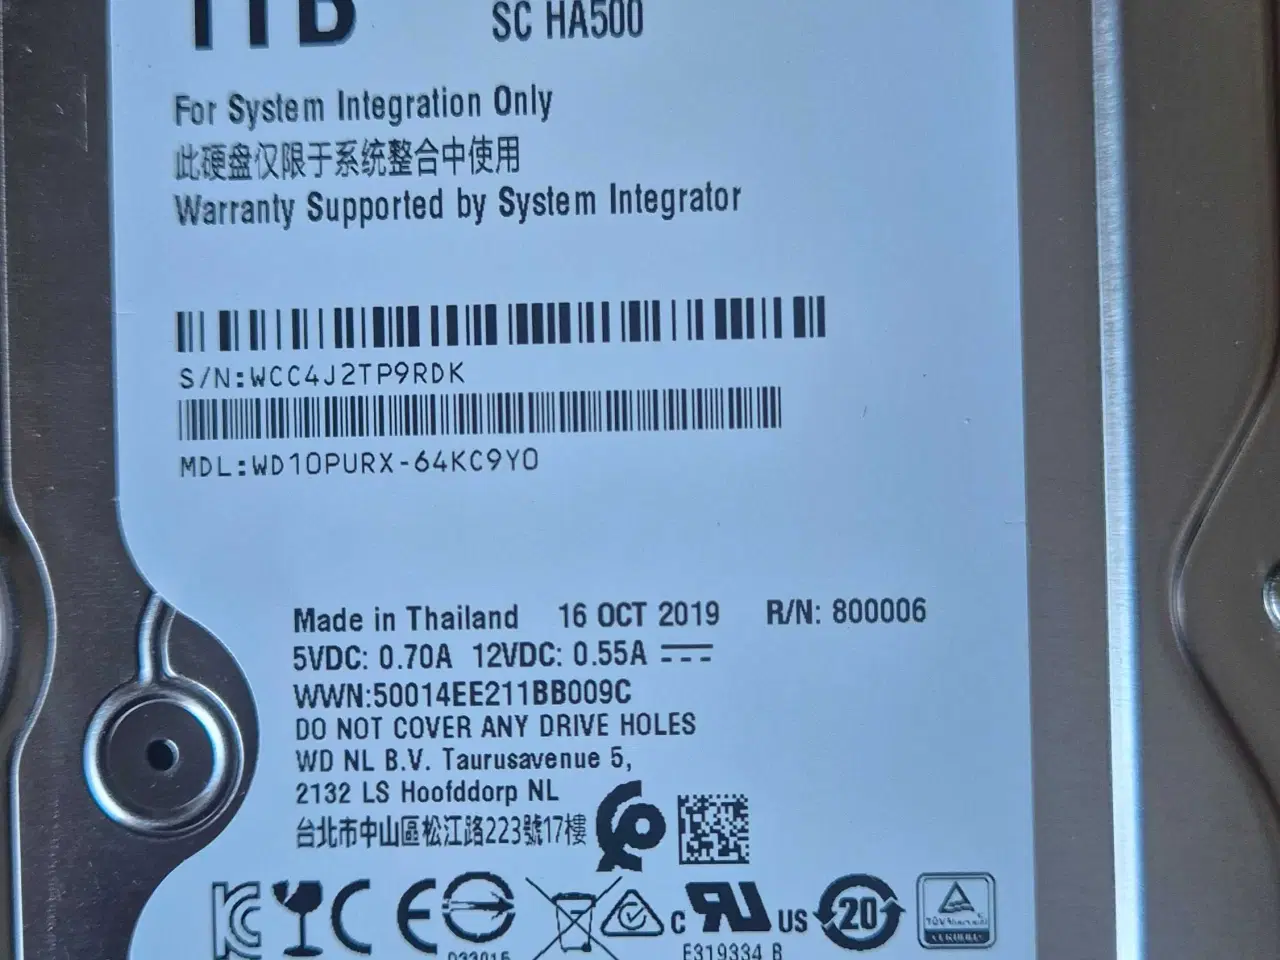 1TB
SC HA500
For System Integration Only
此硬盘仅限于系统整合中使用
Warranty Supported by System Integrator
S/N:WCC4J2TP9RDK
MDL:WD10PURX-64KC9Y0
Made in Thailand 16 OCT 2019 R/N: 800006
5VDC: 0.70A 12VDC: 0.55A
WWN:50014EE211BB009C
DO NOT COVER ANY DRIVE HOLES
WD NL B.V. Taurusavenue 5,
2132 LS Hoofddorp NL
台北市中山區松江路223號17樓
CE
20
c UR US
D33015
E319334 B